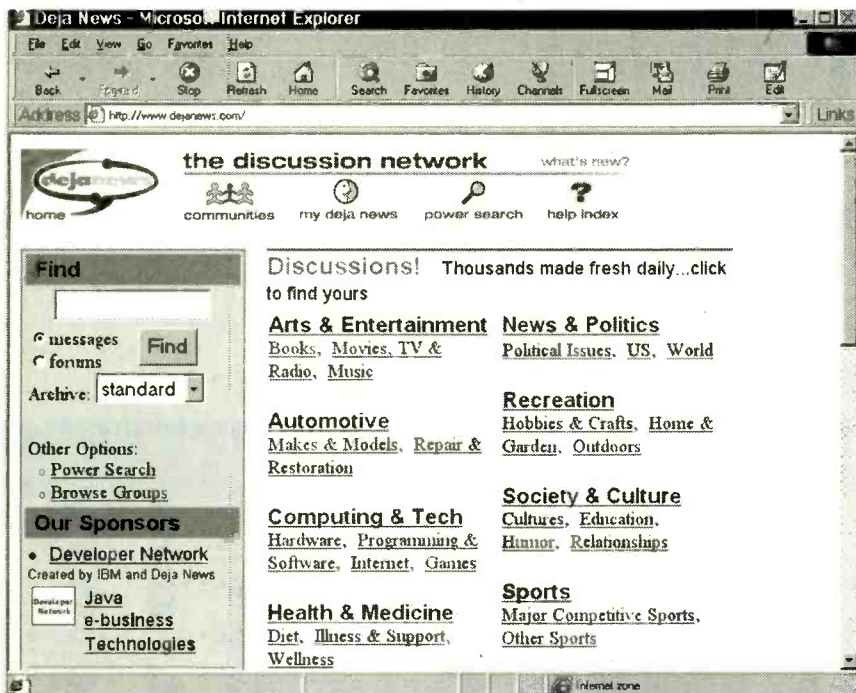 Deja News - Microsoft Internet Explorer
File Edit View Go Favorites Help
Back Forward Stop Refresh Home Search Favorites History Channels Fullscreen Mail Print Edit
Address http://www.dejanews.com/ Links
dejanews
home
the discussion network what's new?
communities my deja news power search help index
Find
messages
forums
Find
Archive: standard
Other Options:
Power Search
Browse Groups
Our Sponsors
Developer Network
Created by IBM and Deja News
Developer
Network
Java
e-business
Technologies
Discussions! Thousands made fresh daily...click
to find yours
Arts & Entertainment
Books, Movies, TV &
Radio, Music
Automotive
Makes & Models, Repair &
Restoration
Computing & Tech
Hardware, Programming &
Software, Internet, Games
Health & Medicine
Diet, Illness & Support,
Wellness
News & Politics
Political Issues, US, World
Recreation
Hobbies & Crafts, Home &
Garden, Outdoors
Society & Culture
Cultures, Education,
Humor, Relationships
Sports
Major Competitive Sports,
Other Sports
Internet zone